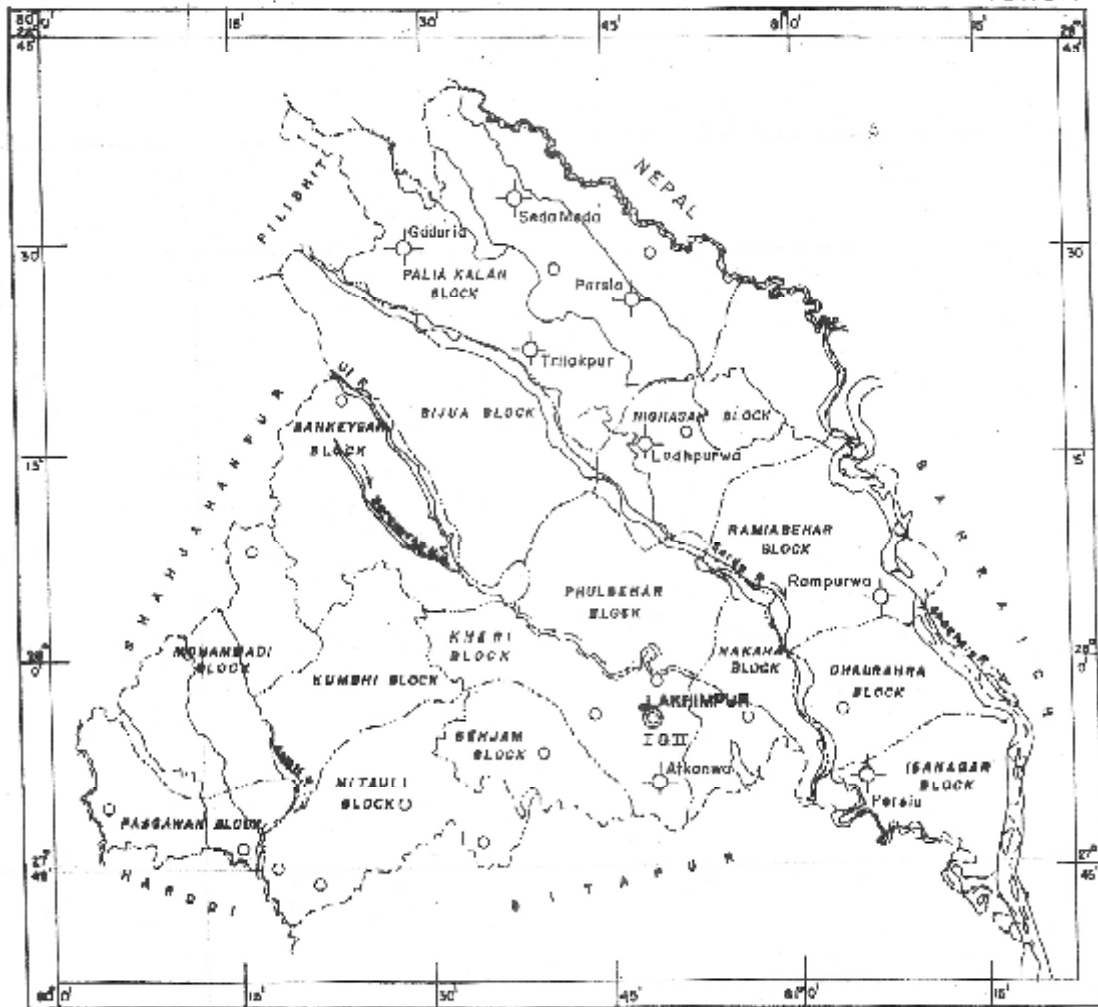 80° 0'
15'
30'
45'
81° 0'
15'
28° 45'
45'
NEPAL
PILIBHIT
Sada Mada
30'
Gaduria
30'
PALIA KALAN
BLOCK
Parsia
Trilokpur
UL R.
BIJUA BLOCK
NIGHASAN BLOCK
BANKEYGANJ
BLOCK
Ludhpurwa
15'
15'
SHAHJAHANPUR
BAHRAICH
RAMIABEHAR
BLOCK
Sarda R.
Rampurwa
PHULBEHAR
BLOCK
KHERI
BLOCK
MOHAMMADI
BLOCK
28° 0'
28° 0'
KUMBHI BLOCK
NAKAHA
BLOCK
DHAURAHRA
BLOCK
LAKHIMPUR
I & II
BEHJAM
BLOCK
ISANAGAR
BLOCK
Atkonwa
MITAULI
BLOCK
Persiu
PASGAWAN BLOCK
27° 45'
27° 45'
HARDOI
SITAPUR
80° 0'
15'
30'
45'
81° 0'
15'